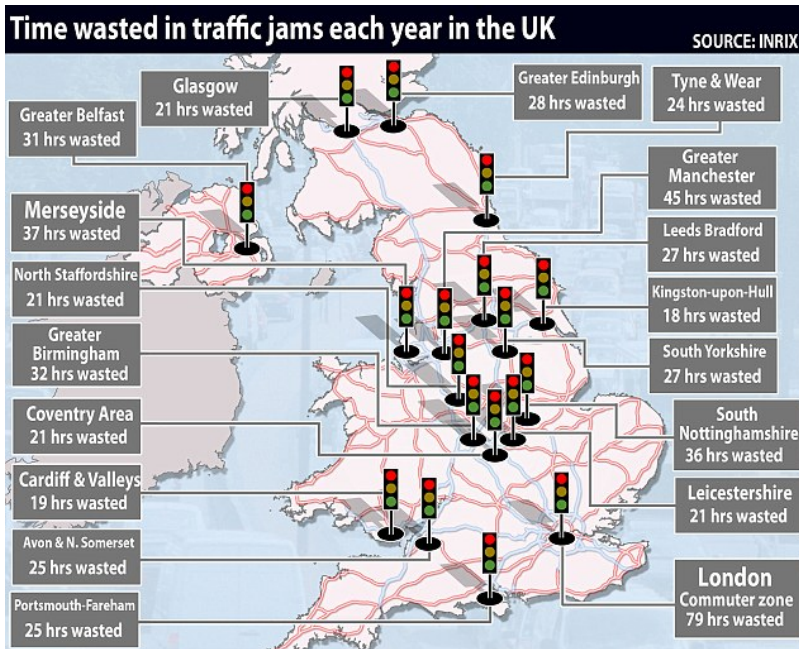 Time wasted in traffic jams each year in the UK
SOURCE: INRIX
Glasgow
21 hrs wasted
Greater Edinburgh
28 hrs wasted
Tyne & Wear
24 hrs wasted
Greater Belfast
31 hrs wasted
Greater
Manchester
45 hrs wasted
Merseyside
37 hrs wasted
Leeds Bradford
27 hrs wasted
North Staffordshire
21 hrs wasted
Kingston-upon-Hull
18 hrs wasted
Greater
Birmingham
32 hrs wasted
South Yorkshire
27 hrs wasted
Coventry Area
21 hrs wasted
South
Nottinghamshire
36 hrs wasted
Cardiff & Valleys
19 hrs wasted
Leicestershire
21 hrs wasted
Avon & N. Somerset
25 hrs wasted
London
Commuter zone
79 hrs wasted
Portsmouth-Fareham
25 hrs wasted